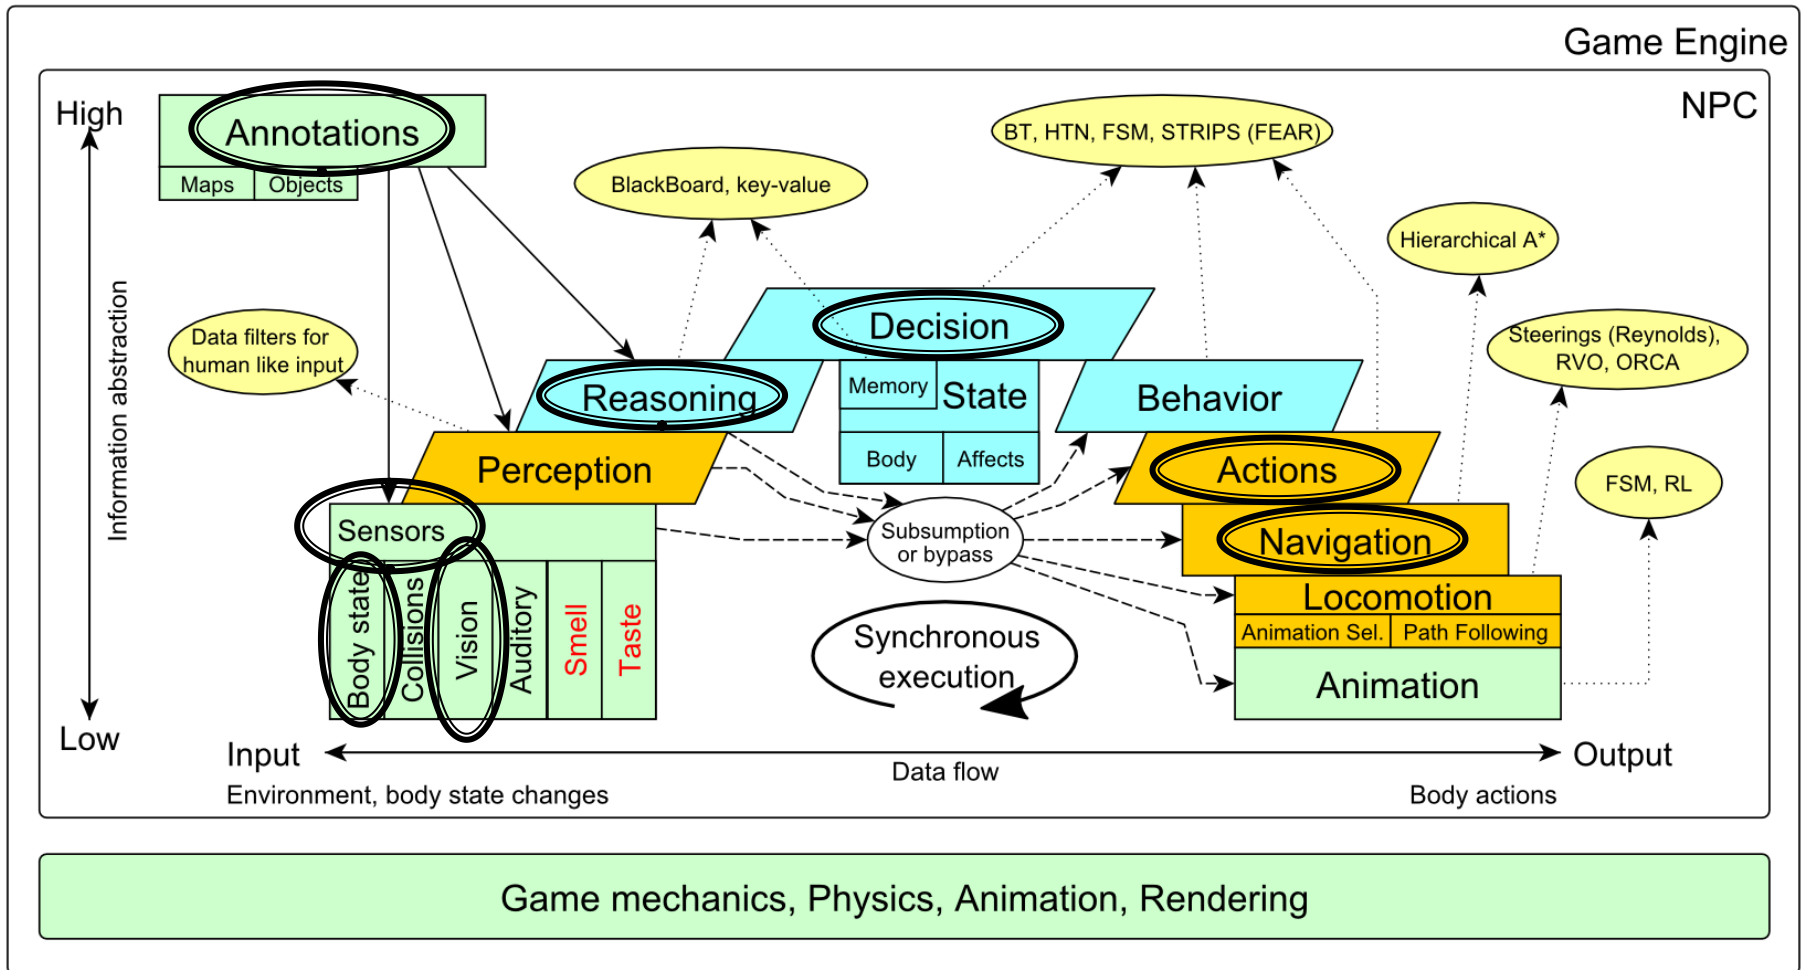 Game Engine
NPC
High
Annotations
Maps
Objects
BlackBoard, key-value
BT, HTN, FSM, STRIPS (FEAR)
Hierarchical A*
Information abstraction
Data filters for
human like input
Decision
Steerings (Reynolds),
RVO, ORCA
Reasoning
Memory
State
Behavior
Perception
Body
Affects
Actions
FSM, RL
Sensors
Subsumption
or bypass
Navigation
Body state
Collisions
Vision
Auditory
Smell
Taste
Locomotion
Animation Sel.
Path Following
Synchronous
execution
Animation
Low
Input
Data flow
Output
Environment, body state changes
Body actions
Game mechanics, Physics, Animation, Rendering